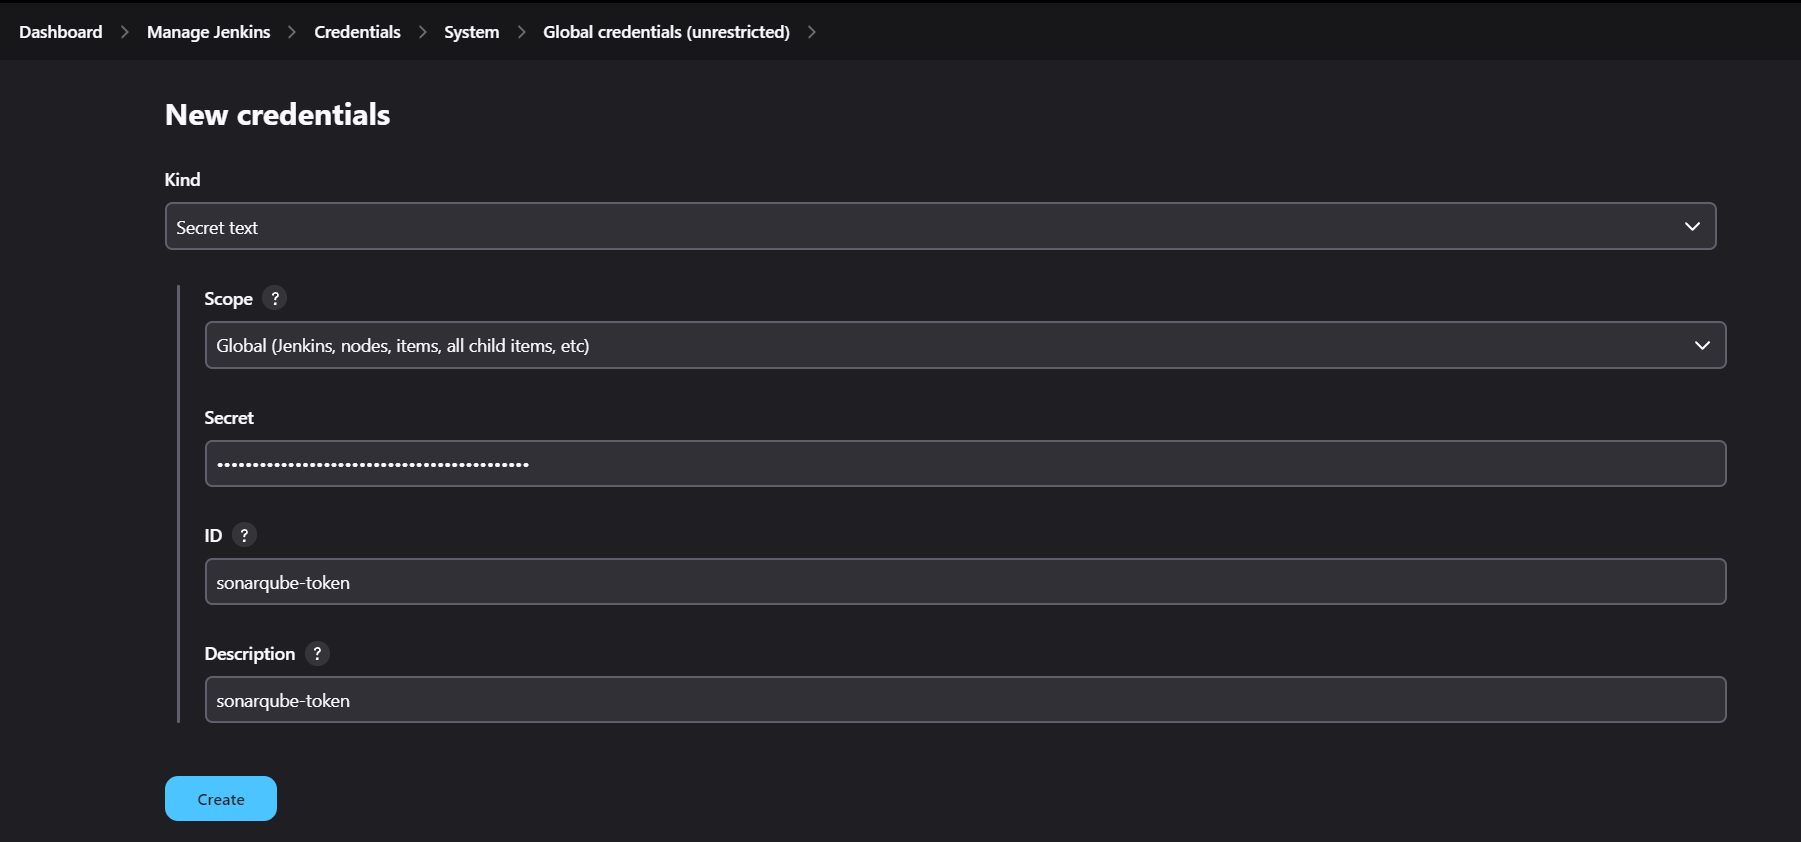 Dashboard > Manage Jenkins > Credentials > System > Global credentials (unrestricted) >
New credentials
Kind
Secret text
Scope ?
Global (Jenkins, nodes, items, all child items, etc)
Secret
••••••••••••••••••••••••••••••••••••••••••••
ID ?
sonarqube-token
Description ?
sonarqube-token
Create